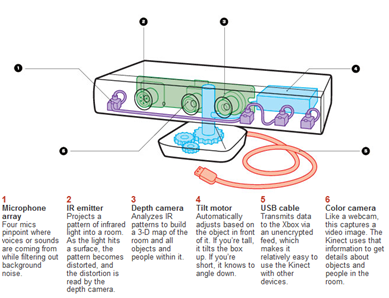 2
3
1
4
6
5
1
Microphone
array
Four mics
pinpoint where
voices or sounds
are coming from
while filtering out
background
noise.
2
IR emitter
Projects a
pattern of infrared
light into a room.
As the light
hits a surface, the
pattern becomes
distorted, and
the distortion is
read by the
depth camera.
3
Depth camera
Analyzes IR
patterns to build
a 3-D map of the
room and all
objects and
people within it.
4
Tilt motor
Automatically
adjusts based on
the object in front
of it. If you're tall,
it tilts the box
up. If you're
short, it knows to
angle down.
5
USB cable
Transmits data
to the Xbox via
an unencrypted
feed, which
makes it
relatively easy to
use the Kinect
with other
devices.
6
Color camera
Like a webcam,
this captures a
video image. The
Kinect uses that
information to get
details about
objects and
people in the
room.